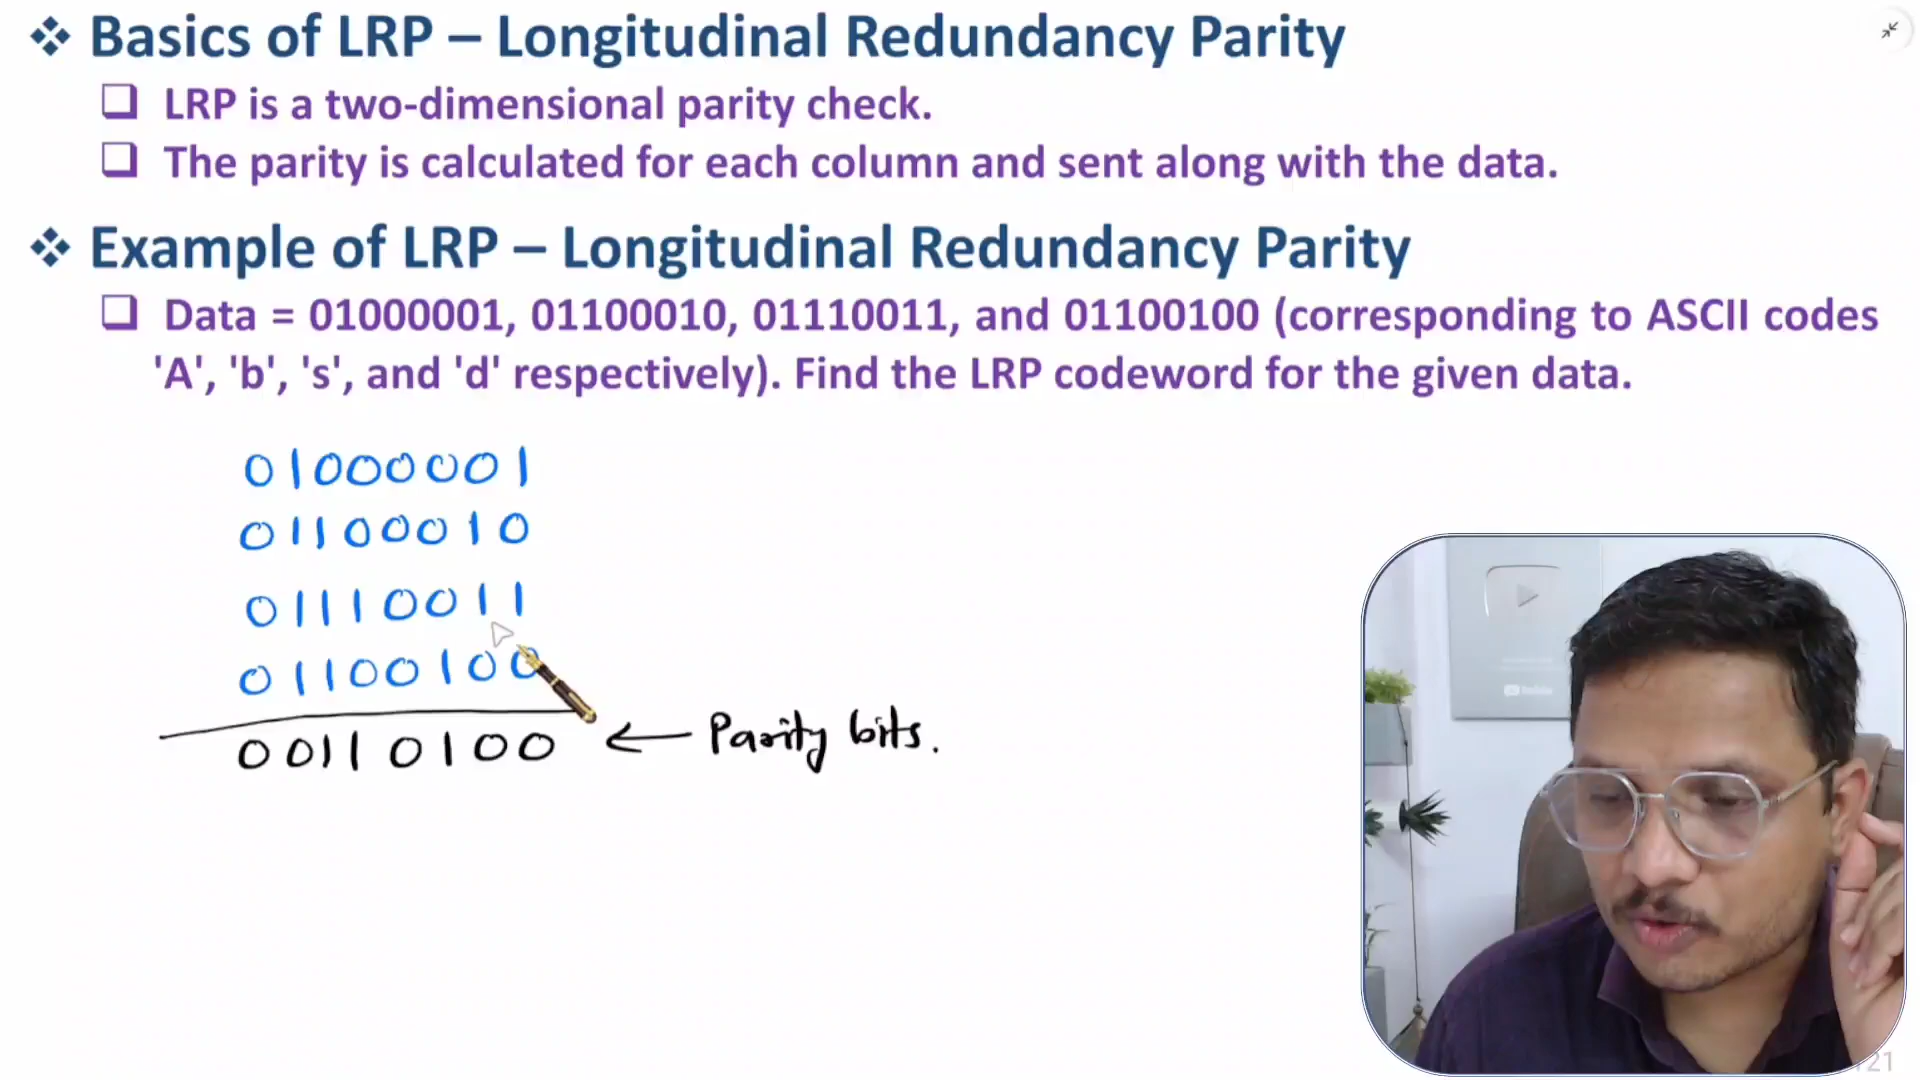 Basics of LRP – Longitudinal Redundancy Parity
LRP is a two-dimensional parity check.
The parity is calculated for each column and sent along with the data.
Example of LRP – Longitudinal Redundancy Parity
Data = 01000001, 01100010, 01110011, and 01100100 (corresponding to ASCII codes
'A', 'b', 's', and 'd' respectively). Find the LRP codeword for the given data.
01000001
01100010
01110011
01100100
00110100 ← Parity bits.
YouTube
21